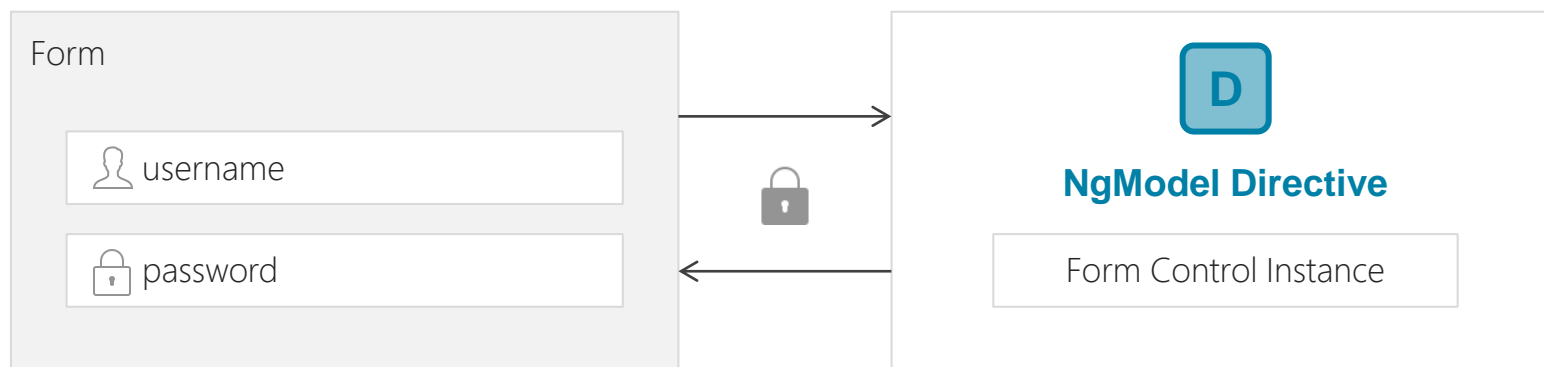 Form
username
password
D
NgModel Directive
Form Control Instance